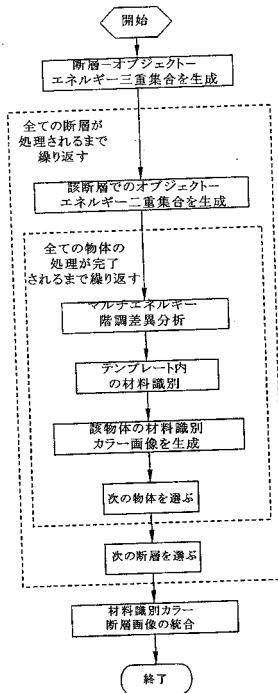 開始
断層－オブジェクト－
エネルギー三重集合を生成
全ての断層が
処理されるまで
繰り返す
該断層でのオブジェクト－
エネルギー二重集合を生成
全ての物体の
処理が完了
されるまで繰り返す
マルチエネルギー
階調差異分析
テンプレート内
の材料識別
該物体の材料識別
カラー画像を生成
次の物体を選ぶ
次の断層を選ぶ
材料識別カラー
断層画像の統合
終了